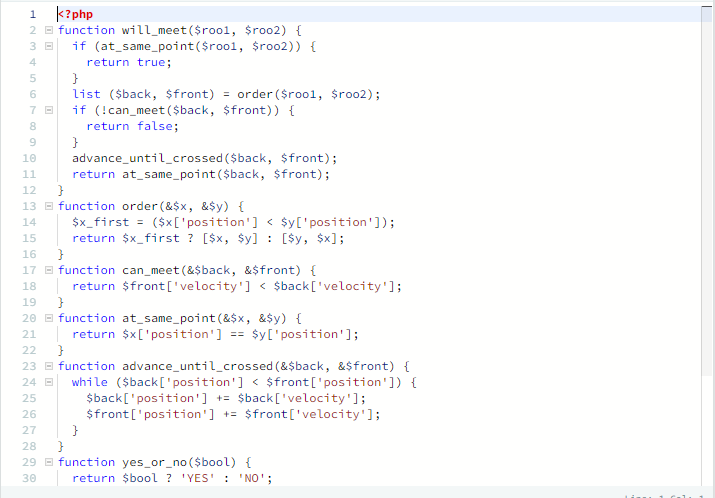 1 <?php
2 function will_meet($roo1, $roo2) {
3   if (at_same_point($roo1, $roo2)) {
4     return true;
5   }
6   list ($back, $front) = order($roo1, $roo2);
7   if (!can_meet($back, $front)) {
8     return false;
9   }
10   advance_until_crossed($back, $front);
11   return at_same_point($back, $front);
12 }
13 function order(&$x, &$y) {
14   $x_first = ($x['position'] < $y['position']);
15   return $x_first ? [$x, $y] : [$y, $x];
16 }
17 function can_meet(&$back, &$front) {
18   return $front['velocity'] < $back['velocity'];
19 }
20 function at_same_point(&$x, &$y) {
21   return $x['position'] == $y['position'];
22 }
23 function advance_until_crossed(&$back, &$front) {
24   while ($back['position'] < $front['position']) {
25     $back['position'] += $back['velocity'];
26     $front['position'] += $front['velocity'];
27   }
28 }
29 function yes_or_no($bool) {
30   return $bool ? 'YES' : 'NO';